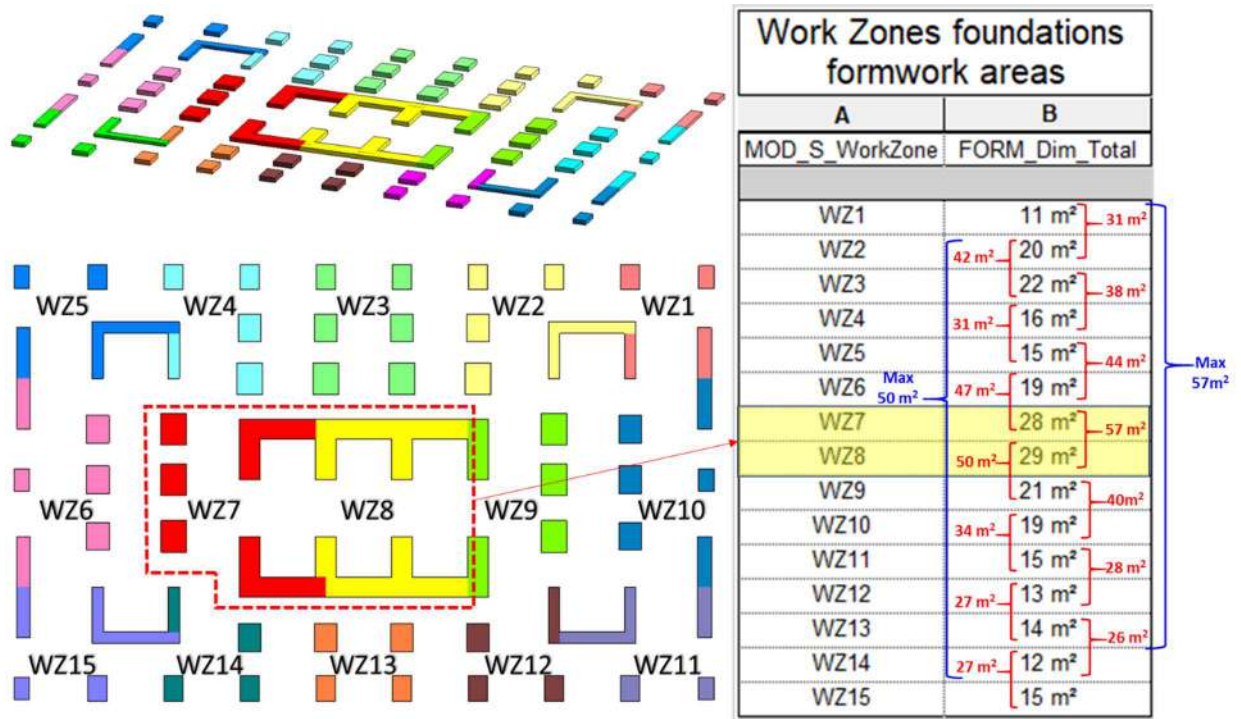 WZ5 WZ4 WZ3 WZ2 WZ1
WZ6 WZ7 WZ8 WZ9 WZ10
WZ15 WZ14 WZ13 WZ12 WZ11
Work Zones foundations
formwork areas
A B
MOD_S_WorkZone FORM_Dim_Total
WZ1 11 m²
31 m²
WZ2 42 m² 20 m²
WZ3 22 m² 38 m²
WZ4 31 m² 16 m²
WZ5 15 m² 44 m²
Max
57m²
WZ6 Max
50 m²
47 m² 19 m²
WZ7 28 m² 57 m²
WZ8 50 m² 29 m²
WZ9 21 m² 40m²
WZ10 34 m² 19 m²
WZ11 15 m² 28 m²
WZ12 27 m² 13 m²
WZ13 14 m² 26 m²
WZ14 27 m² 12 m²
WZ15 15 m²